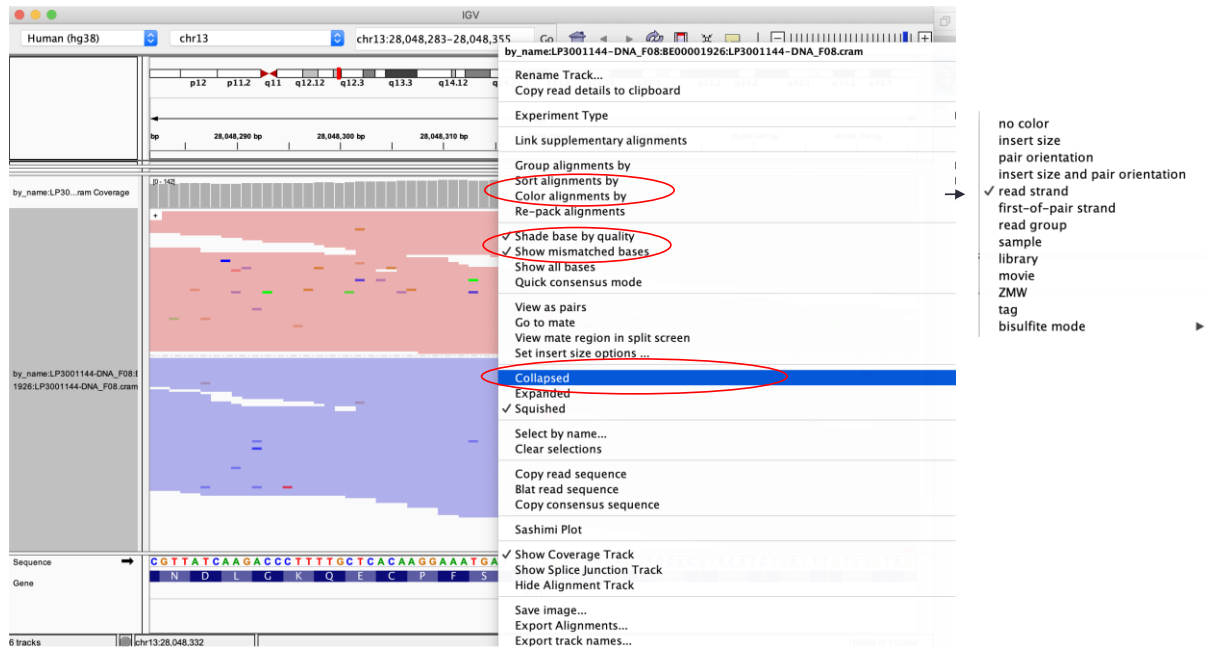 IGV
Human (hg38)
chr13
chr13:28,048,283-28,048,355
Go
by_name:LP3001144-DNA_F08:BE00001926:LP3001144-DNA_F08.cram
p12 p11.2 q11 q12.12 q12.3 q13.3 q14.12
bp 28,048,290 bp 28,048,300 bp 28,048,310 bp
by_name:LP30...ram Coverage
[0 - 142]
by_name:LP3001144-DNA_F08:B
1926:LP3001144-DNA_F08.cram
Sequence
C G T T A T C A A G A C C C T T T T G C T C A C A A G G A A A T G A
Gene
N D L G K Q E C P F S
6 tracks
chr13:28,048,332
Rename Track...
Copy read details to clipboard
Experiment Type
Link supplementary alignments
Group alignments by
Sort alignments by
Color alignments by
Re-pack alignments
✓ Shade base by quality
✓ Show mismatched bases
Show all bases
Quick consensus mode
View as pairs
Go to mate
View mate region in split screen
Set insert size options ...
Collapsed
Expanded
✓ Squished
Select by name...
Clear selections
Copy read sequence
Blat read sequence
Copy consensus sequence
Sashimi Plot
✓ Show Coverage Track
Show Splice Junction Track
Hide Alignment Track
Save image...
Export Alignments...
Export track names...
no color
insert size
pair orientation
insert size and pair orientation
✓ read strand
first-of-pair strand
read group
sample
library
movie
ZMW
tag
bisulfite mode